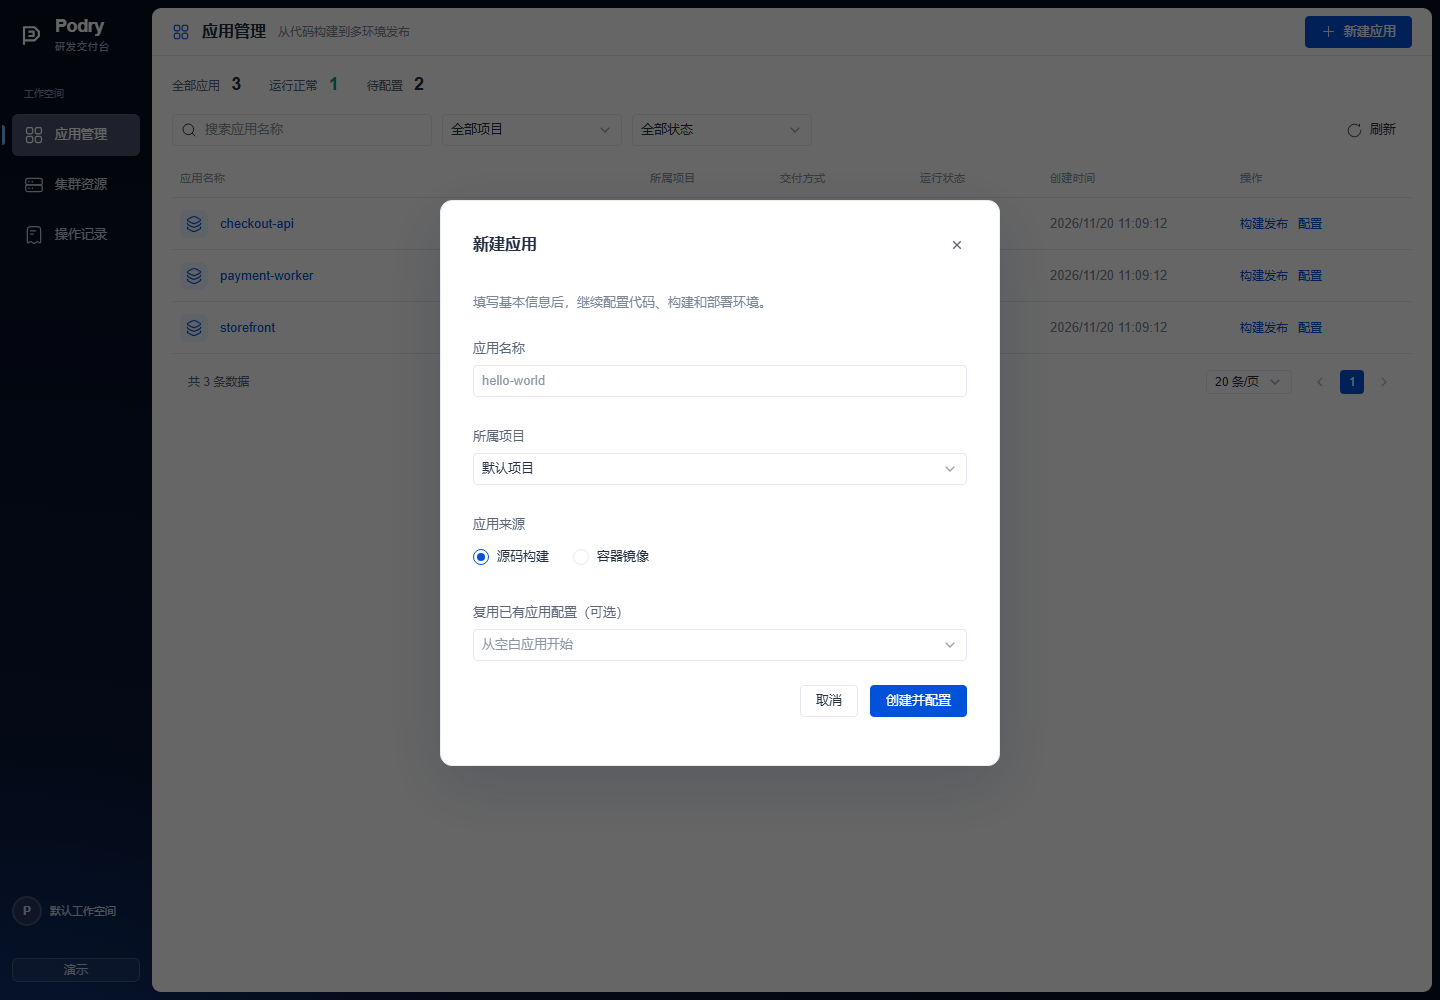 Podry
研发交付台
工作空间
应用管理
集群资源
操作记录
P 默认工作空间
演示
应用管理 从代码构建到多环境发布
新建应用
全部应用 3 运行正常 1 待配置 2
搜索应用名称 全部项目 全部状态 刷新
应用名称 所属项目 交付方式 运行状态 创建时间 操作
checkout-api 2026/11/20 11:09:12 构建发布 配置
payment-worker 2026/11/20 11:09:12 构建发布 配置
storefront 2026/11/20 11:09:12 构建发布 配置
共 3 条数据 20 条/页 1
新建应用
填写基本信息后，继续配置代码、构建和部署环境。
应用名称
hello-world
所属项目
默认项目
应用来源
源码构建 容器镜像
复用已有应用配置（可选）
从空白应用开始
取消 创建并配置